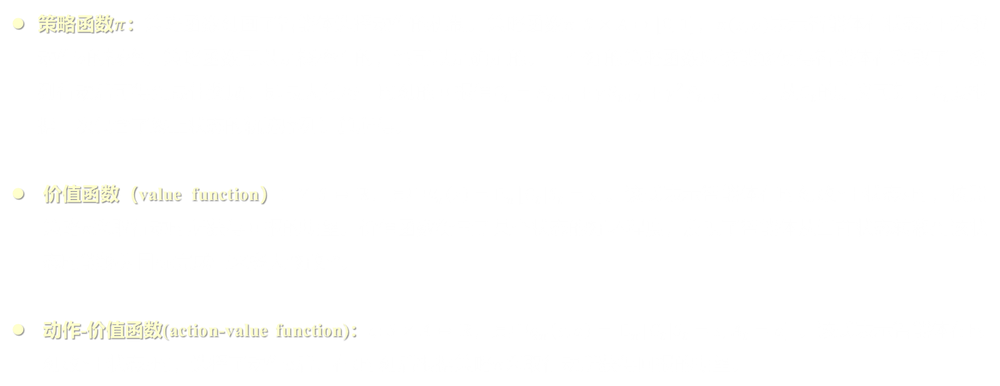 ● 策略函数π：
● 价值函数（value function）
● 动作-价值函数(action-value function)：